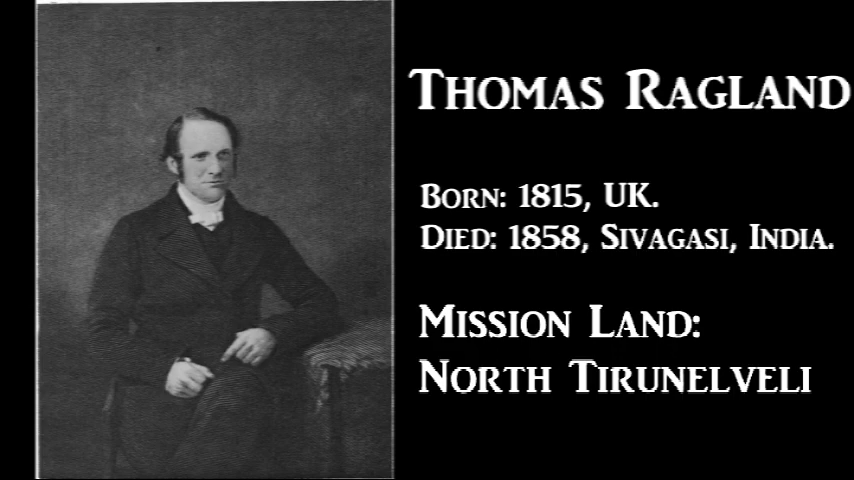 Thomas Ragland
Born: 1815, UK.
Died: 1858, Sivagasi, India.
Mission Land:
North Tirunelveli